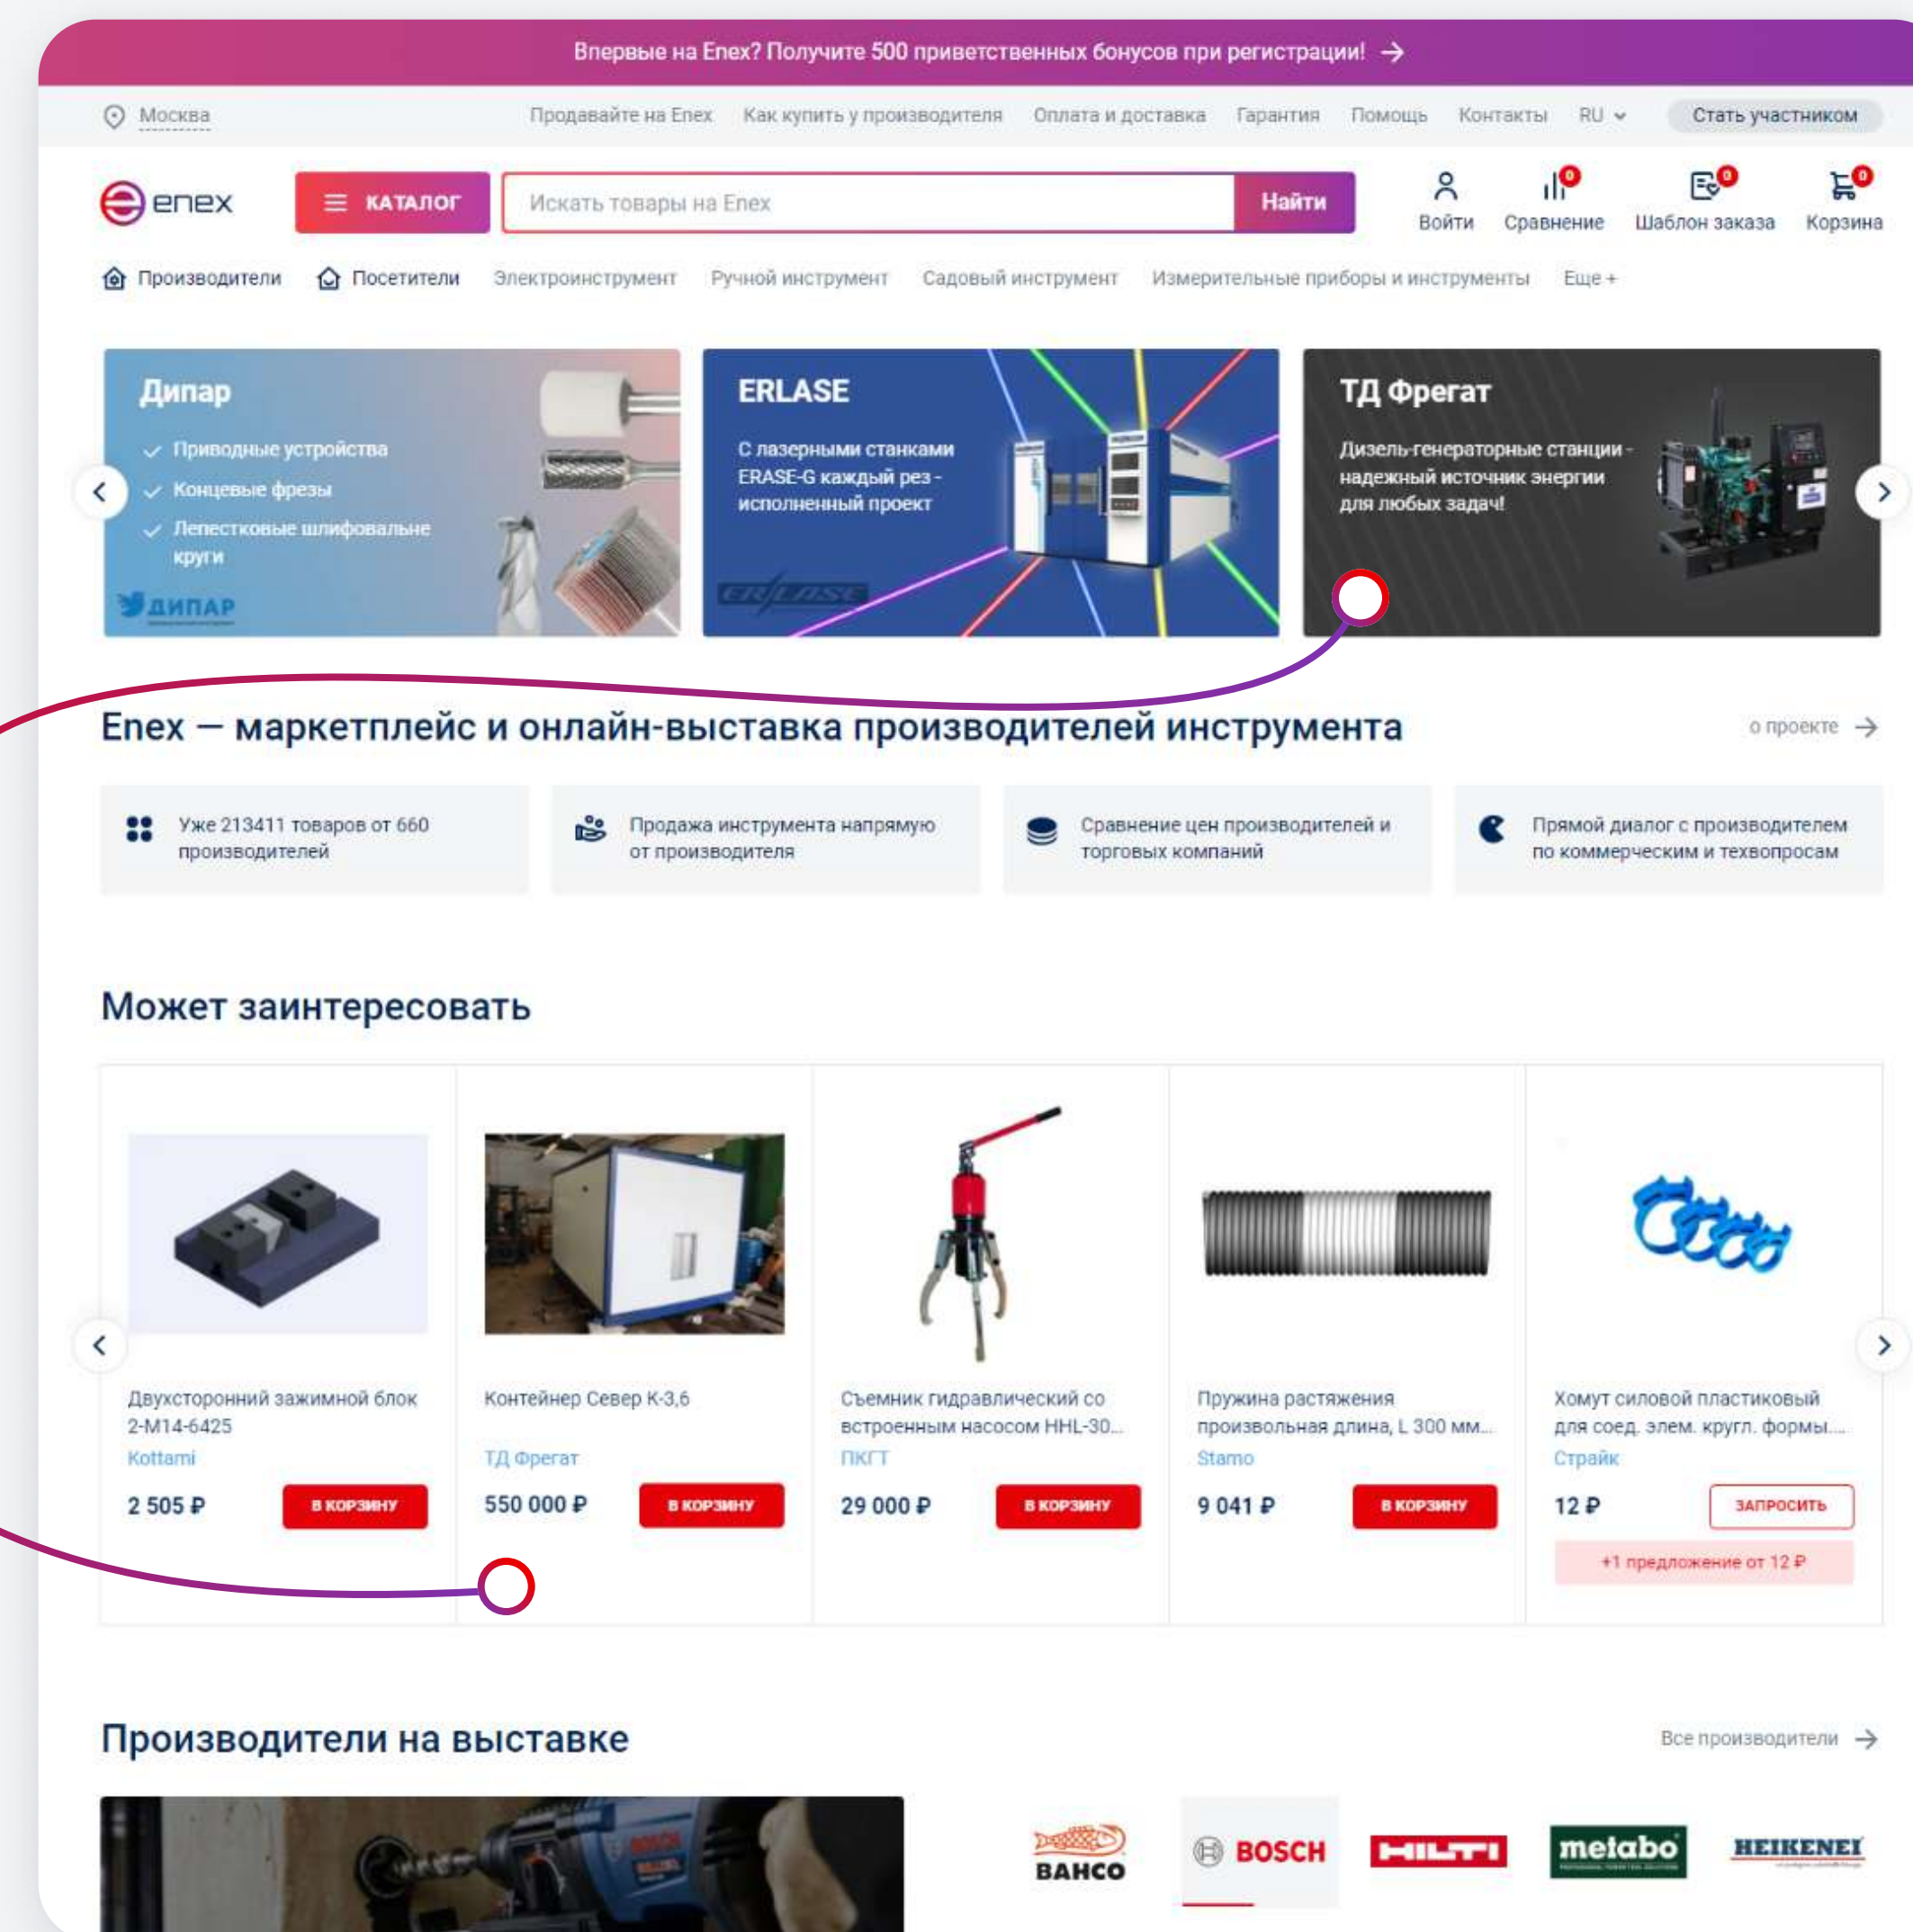 Впервые на Enex? Получите 500 приветственных бонусов при регистрации! →
Москва
Продавайте на Enex Как купить у производителя Оплата и доставка Гарантия Помощь Контакты RU Стать участником
enex
КАТАЛОГ
Искать товары на Enex
Найти
Войти
0
Сравнение
0
Шаблон заказа
0
Корзина
Производители Посетители Электроинструмент Ручной инструмент Садовый инструмент Измерительные приборы и инструменты Еще +
Дипар
Приводные устройства
Концевые фрезы
Лепестковые шлифовальне
круги
ДИПАР
ERLASE
С лазерными станками
ERASE-G каждый рез -
исполненный проект
ERLASE
ТД Фрегат
Дизель-генераторные станции -
надежный источник энергии
для любых задач!
Enex — маркетплейс и онлайн-выставка производителей инструмента
о проекте →
Уже 213411 товаров от 660
производителей
Продажа инструмента напрямую
от производителя
Сравнение цен производителей и
торговых компаний
Прямой диалог с производителем
по коммерческим и техвопросам
Может заинтересовать
Двухсторонний зажимной блок
2-M14-6425
Kottami
2 505 ₽
В КОРЗИНУ
Контейнер Север К-3,6
ТД Фрегат
550 000 ₽
В КОРЗИНУ
Съемник гидравлический со
встроенным насосом HHL-30...
ПКГТ
29 000 ₽
В КОРЗИНУ
Пружина растяжения
произвольная длина, L 300 мм...
Stamo
9 041 ₽
В КОРЗИНУ
Хомут силовой пластиковый
для соед. элем. кругл. формы....
Страйк
12 ₽
ЗАПРОСИТЬ
+1 предложение от 12 ₽
Производители на выставке
Все производители →
BOSCH
BAHCO
BOSCH
HILTI
metabo
HEIKENEI